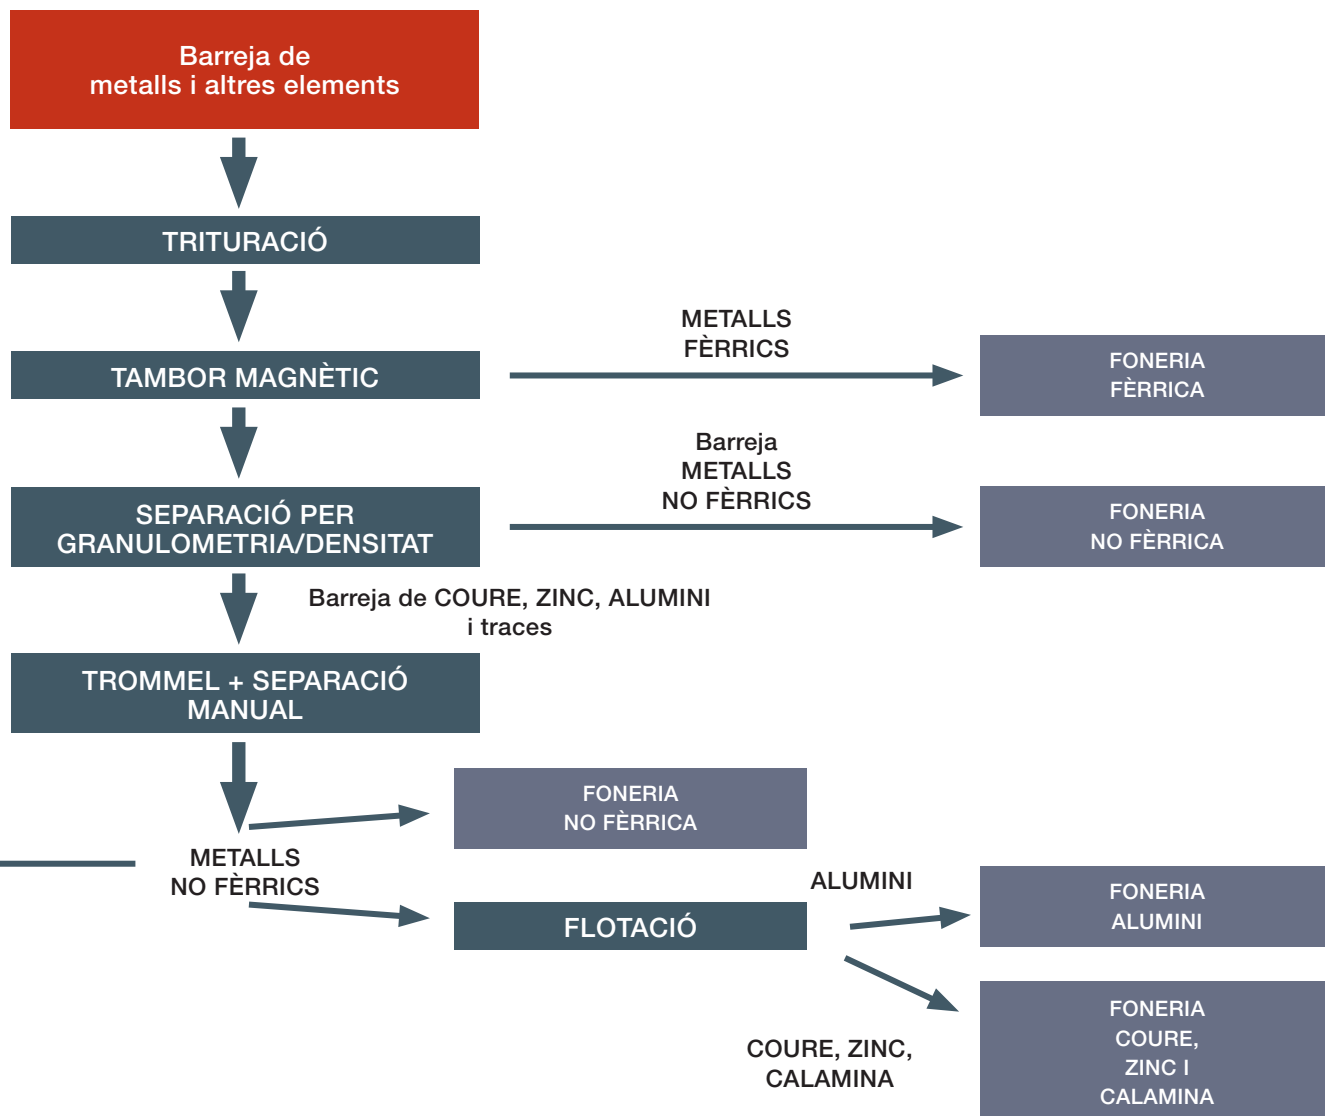 Barreja de
metalls i altres elements
TRITURACIÓ
TAMBOR MAGNÈTIC
METALLS
FÈRRICS
FONERIA
FÈRRICA
SEPARACIÓ PER
GRANULOMETRIA/DENSITAT
Barreja
METALLS
NO FÈRRICS
FONERIA
NO FÈRRICA
Barreja de COURE, ZINC, ALUMINI
i traces
TROMMEL + SEPARACIÓ
MANUAL
METALLS
NO FÈRRICS
FONERIA
NO FÈRRICA
FLOTACIÓ
ALUMINI
FONERIA
ALUMINI
COURE, ZINC,
CALAMINA
FONERIA
COURE,
ZINC I
CALAMINA